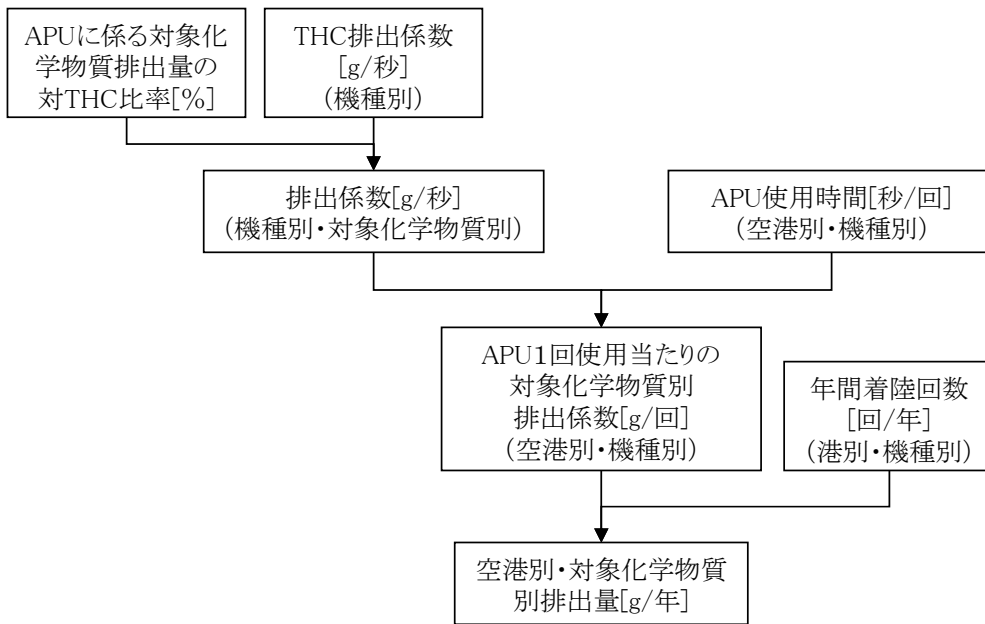 APUに係る対象化
学物質排出量の
対THC比率[%]
THC排出係数
[g/秒]
(機種別)
排出係数[g/秒]
(機種別・対象化学物質別)
APU使用時間[秒/回]
(空港別・機種別)
APU１回使用当たりの
対象化学物質別
排出係数[g/回]
(空港別・機種別)
年間着陸回数
[回/年]
(港別・機種別)
空港別・対象化学物質
別排出量[g/年]